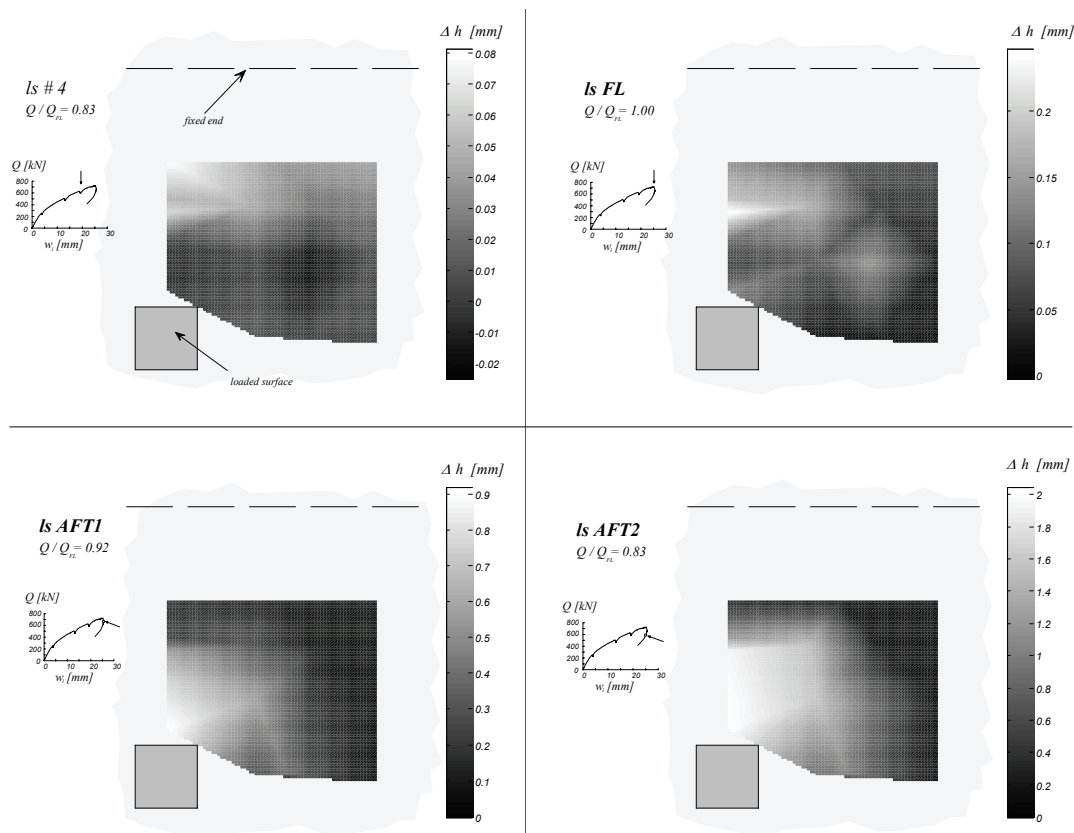 Δ h [mm]
0.08
0.07
0.06
0.05
0.04
0.03
0.02
0.01
0
-0.01
-0.02
ls # 4
Q / Q_FL = 0.83
fixed end
Q [kN]
800
600
400
200
0
0 10 20 30
w_i [mm]
loaded surface
Δ h [mm]
0.2
0.15
0.1
0.05
0
ls FL
Q / Q_FL = 1.00
Q [kN]
800
600
400
200
0
0 10 20 30
w_i [mm]
Δ h [mm]
0.9
0.8
0.7
0.6
0.5
0.4
0.3
0.2
0.1
0
ls AFT1
Q / Q_FL = 0.92
Q [kN]
800
600
400
200
0
0 10 20 30
w_i [mm]
Δ h [mm]
2
1.8
1.6
1.4
1.2
1
0.8
0.6
0.4
0.2
0
ls AFT2
Q / Q_FL = 0.83
Q [kN]
800
600
400
200
0
0 10 20 30
w_i [mm]